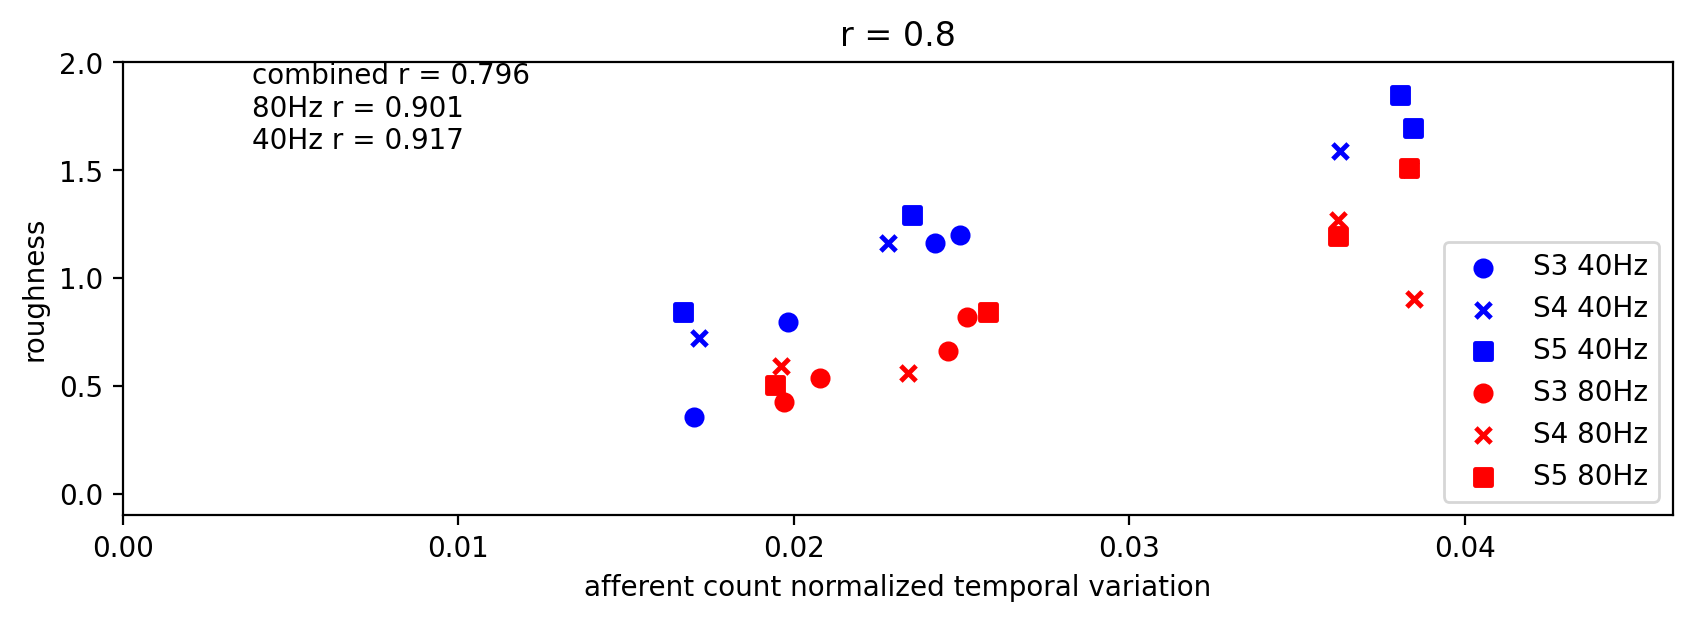 r = 0.8
combined r = 0.796
80Hz r = 0.901
40Hz r = 0.917
2.0
1.5
1.0
0.5
0.0
roughness
S3 40Hz
S4 40Hz
S5 40Hz
S3 80Hz
S4 80Hz
S5 80Hz
0.00 0.01 0.02 0.03 0.04
afferent count normalized temporal variation